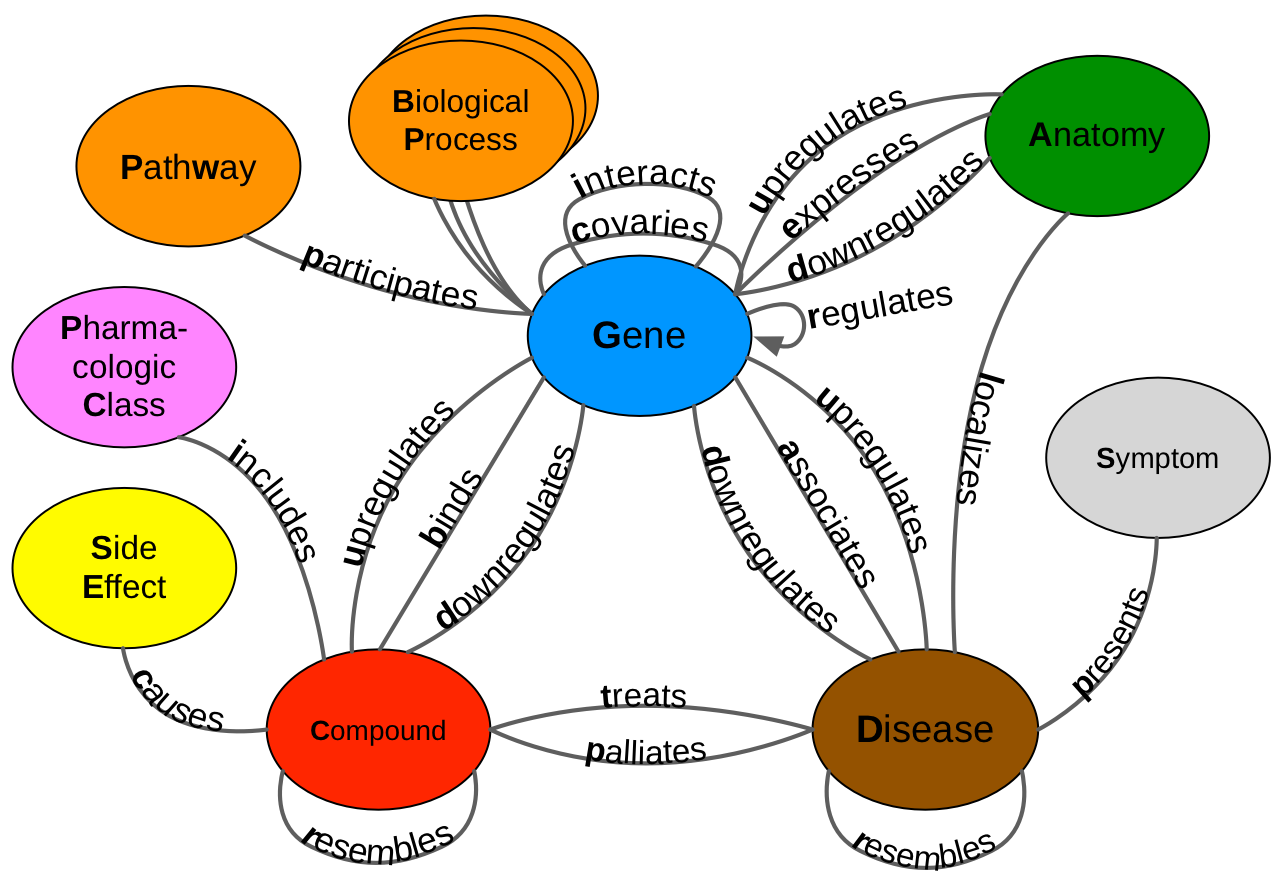 Biological
Process
Pathway
Anatomy
upregulates
expresses
downregulates
interacts
covaries
participates
regulates
Gene
Pharma-
cologic
Class
includes
upregulates
binds
downregulates
downregulates
associates
upregulates
localizes
Symptom
Side
Effect
causes
presents
Compound
treats
palliates
Disease
resembles
resembles